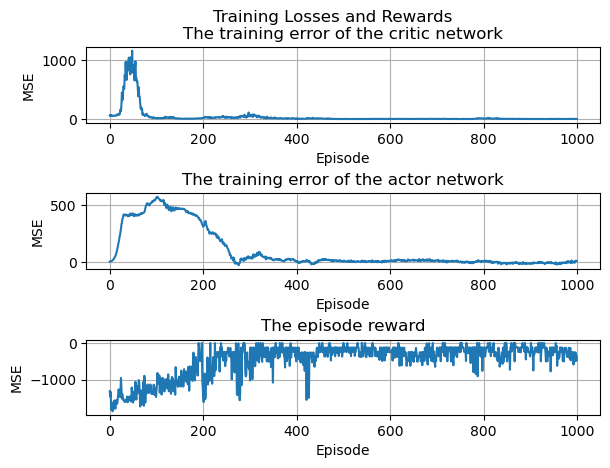 Training Losses and Rewards
The training error of the critic network
1000
0
MSE
0 200 400 600 800 1000
Episode
The training error of the actor network
500
0
MSE
0 200 400 600 800 1000
Episode
The episode reward
0
−1000
MSE
0 200 400 600 800 1000
Episode